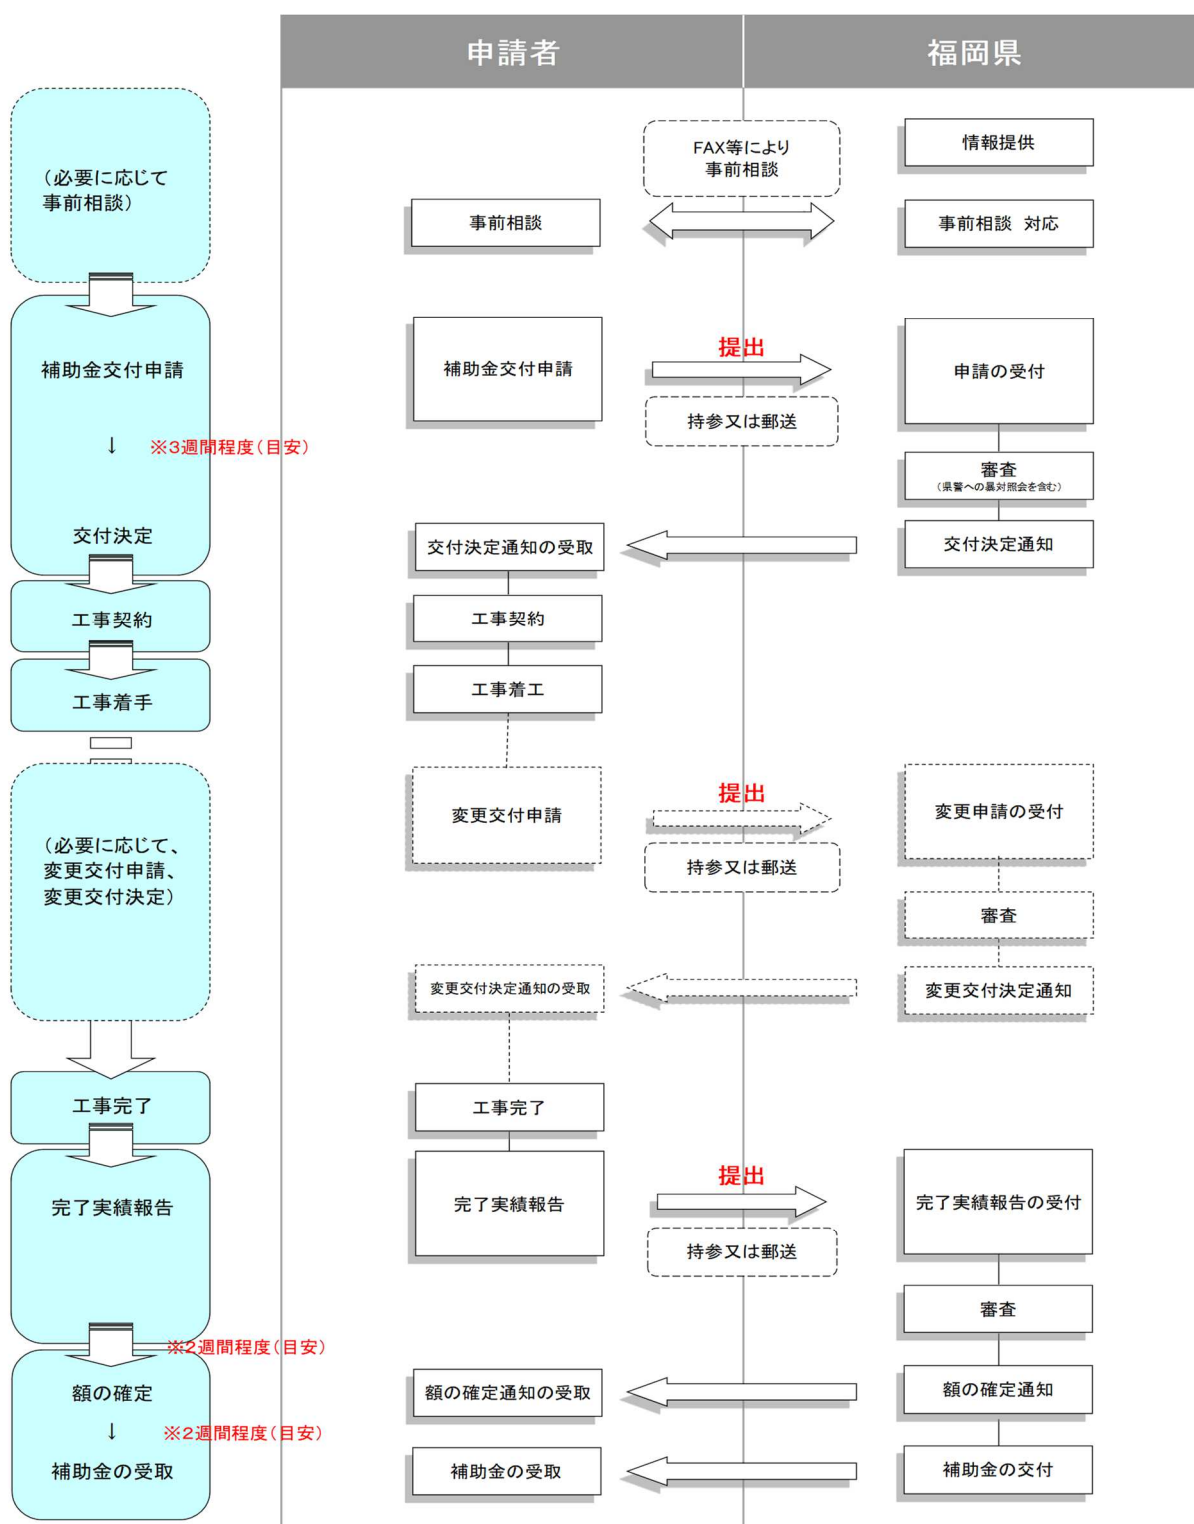 申請者
福岡県
（必要に応じて
事前相談）
FAX等により
事前相談
情報提供
事前相談
事前相談 対応
補助金交付申請
↓
※3週間程度（目安）
交付決定
補助金交付申請
提出
持参又は郵送
申請の受付
審査
（県警への暴対照会を含む）
交付決定通知の受取
交付決定通知
工事契約
工事契約
工事着手
工事着工
（必要に応じて、
変更交付申請、
変更交付決定）
変更交付申請
提出
持参又は郵送
変更申請の受付
審査
変更交付決定通知の受取
変更交付決定通知
工事完了
工事完了
完了実績報告
完了実績報告
提出
持参又は郵送
完了実績報告の受付
審査
※2週間程度（目安）
額の確定
↓
※2週間程度（目安）
補助金の受取
額の確定通知の受取
額の確定通知
補助金の受取
補助金の交付